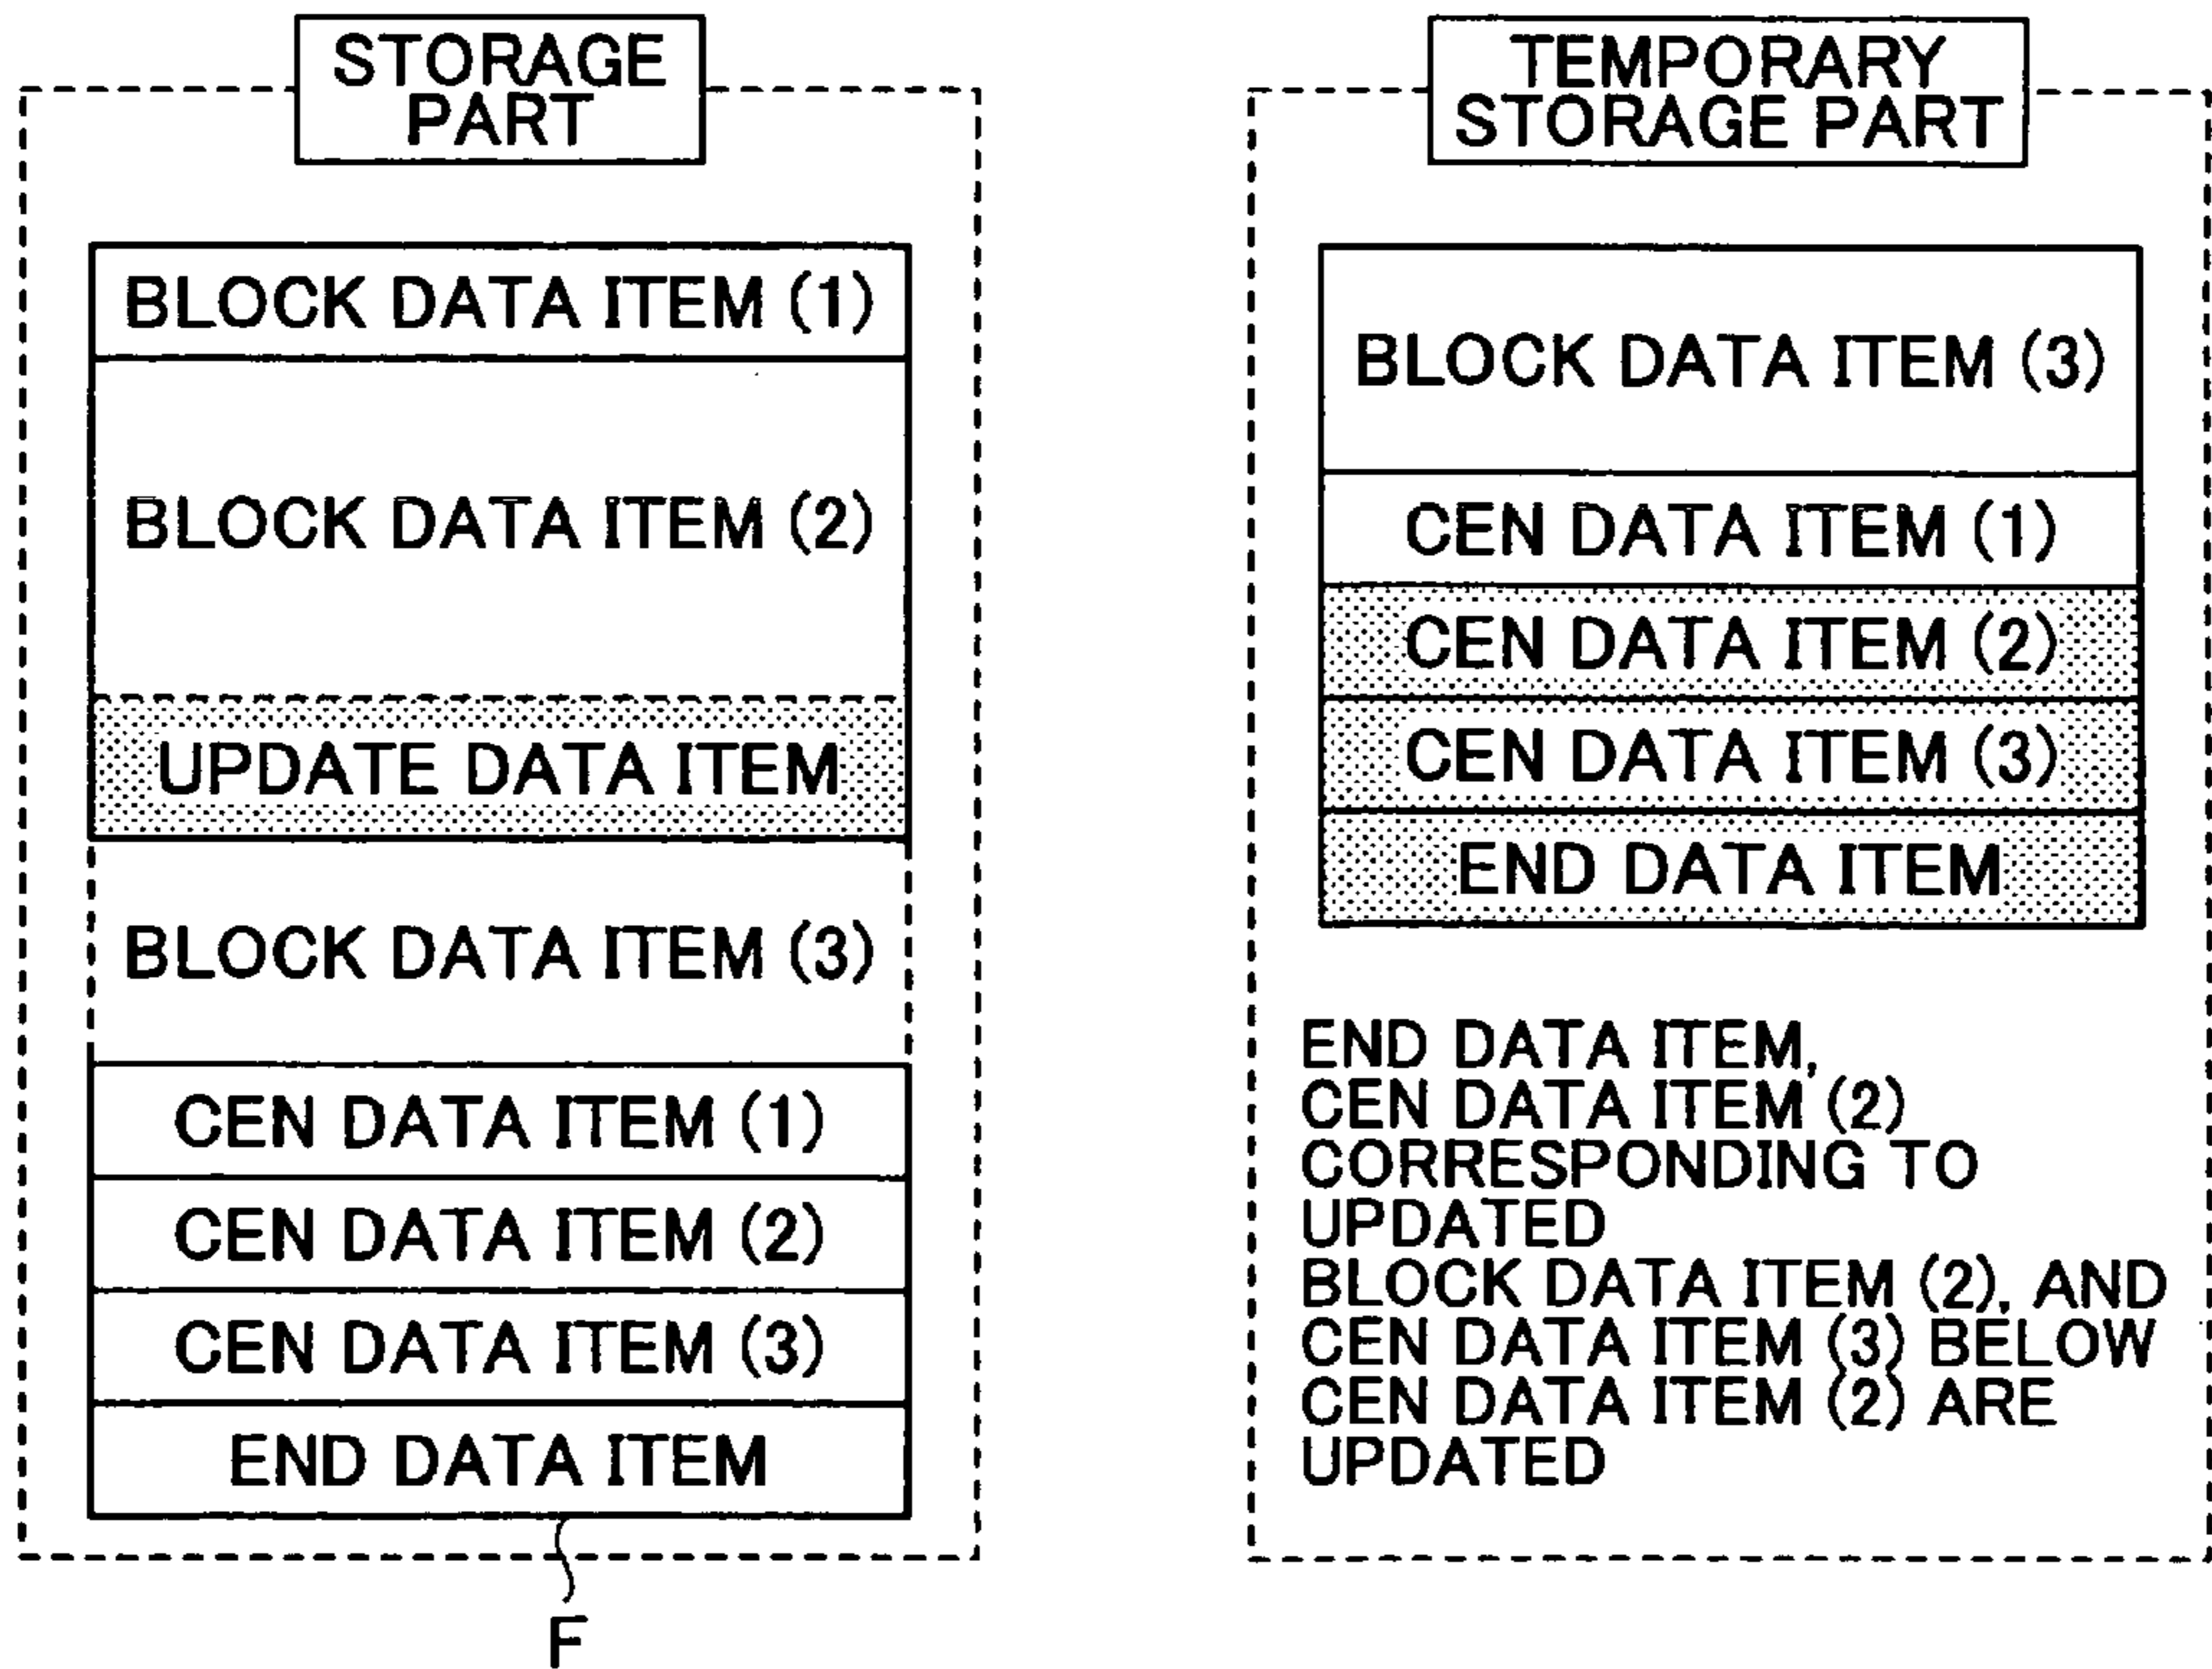 STORAGE
PART
BLOCK DATA ITEM (1)
BLOCK DATA ITEM (2)
UPDATE DATA ITEM
BLOCK DATA ITEM (3)
CEN DATA ITEM (1)
CEN DATA ITEM (2)
CEN DATA ITEM (3)
END DATA ITEM
F
TEMPORARY
STORAGE PART
BLOCK DATA ITEM (3)
CEN DATA ITEM (1)
CEN DATA ITEM (2)
CEN DATA ITEM (3)
END DATA ITEM
END DATA ITEM,
CEN DATA ITEM (2)
CORRESPONDING TO
UPDATED
BLOCK DATA ITEM (2), AND
CEN DATA ITEM (3) BELOW
CEN DATA ITEM (2) ARE
UPDATED